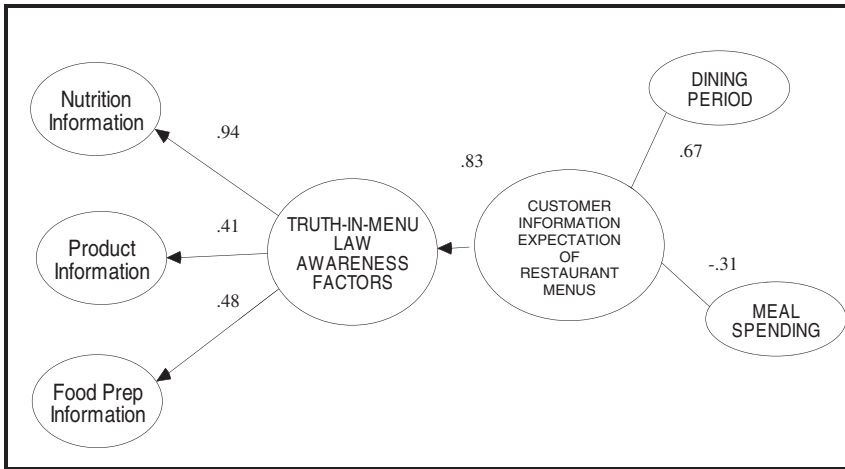 Nutrition
Information
.94
.41
Product
Information
.48
Food Prep
Information
TRUTH-IN-MENU
LAW
AWARENESS
FACTORS
.83
CUSTOMER
INFORMATION
EXPECTATION
OF
RESTAURANT
MENUS
DINING
PERIOD
.67
-.31
MEAL
SPENDING